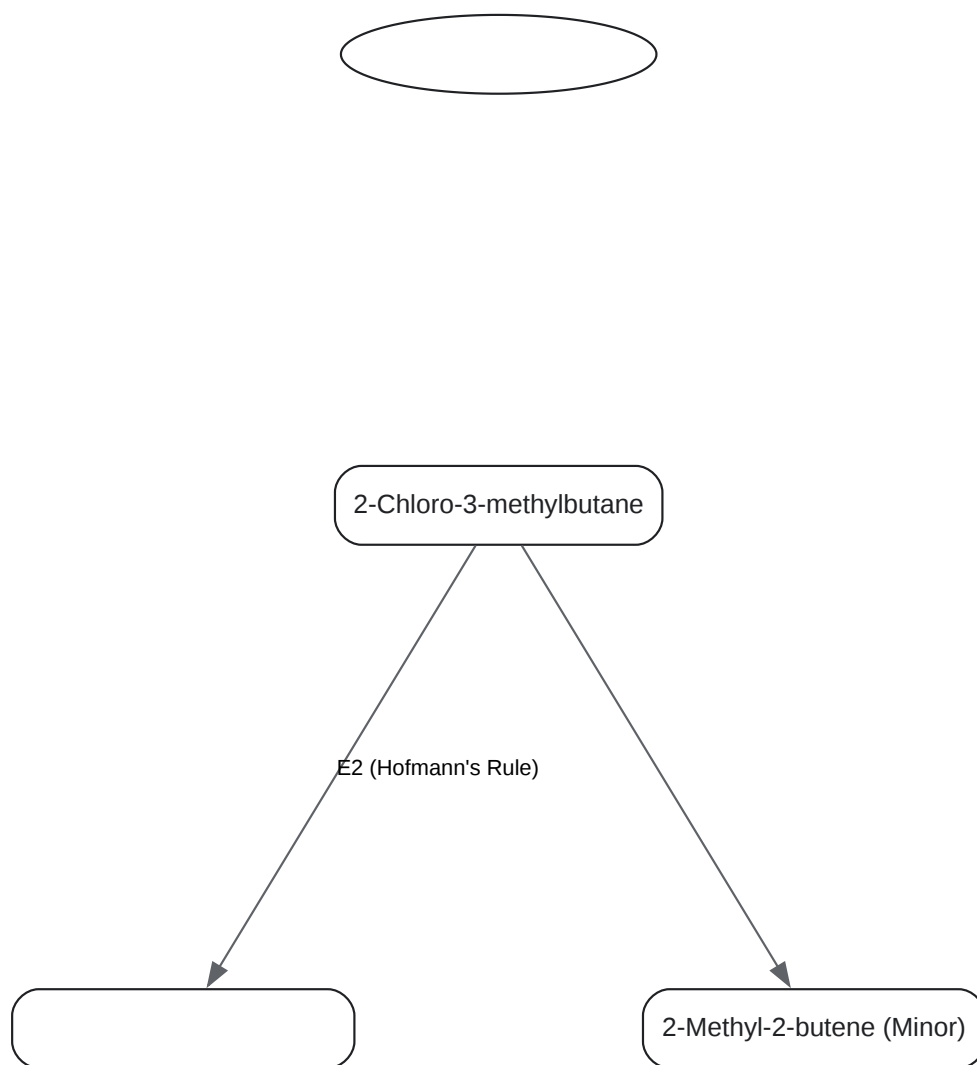 2-Chloro-3-methylbutane
E2 (Hofmann's Rule)
2-Methyl-2-butene (Minor)